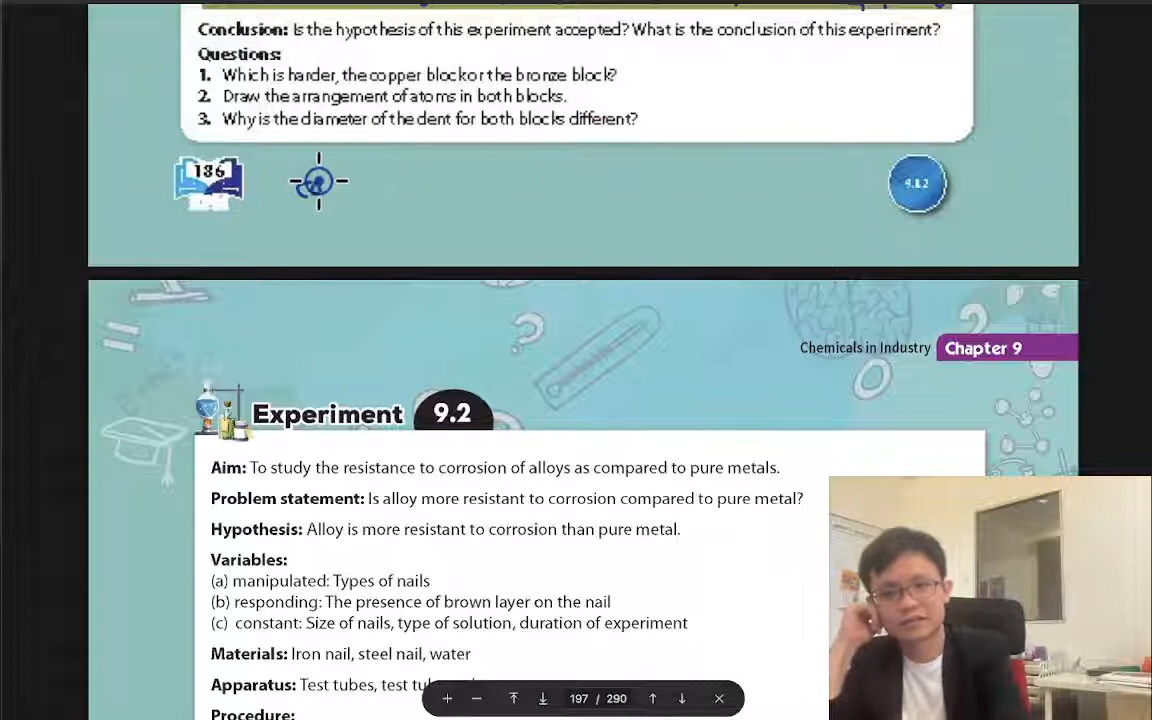 Conclusion: Is the hypothesis of this experiment accepted? What is the conclusion of this experiment?
Questions:
1. Which is harder, the copper block or the bronze block?
2. Draw the arrangement of atoms in both blocks.
3. Why is the diameter of the dent for both blocks different?
186
9.1.2
Chemicals in Industry Chapter 9
Experiment 9.2
Aim: To study the resistance to corrosion of alloys as compared to pure metals.
Problem statement: Is alloy more resistant to corrosion compared to pure metal?
Hypothesis: Alloy is more resistant to corrosion than pure metal.
Variables:
(a) manipulated: Types of nails
(b) responding: The presence of brown layer on the nail
(c) constant: Size of nails, type of solution, duration of experiment
Materials: Iron nail, steel nail, water
Apparatus: Test tubes, test
197 / 290
Procedure: